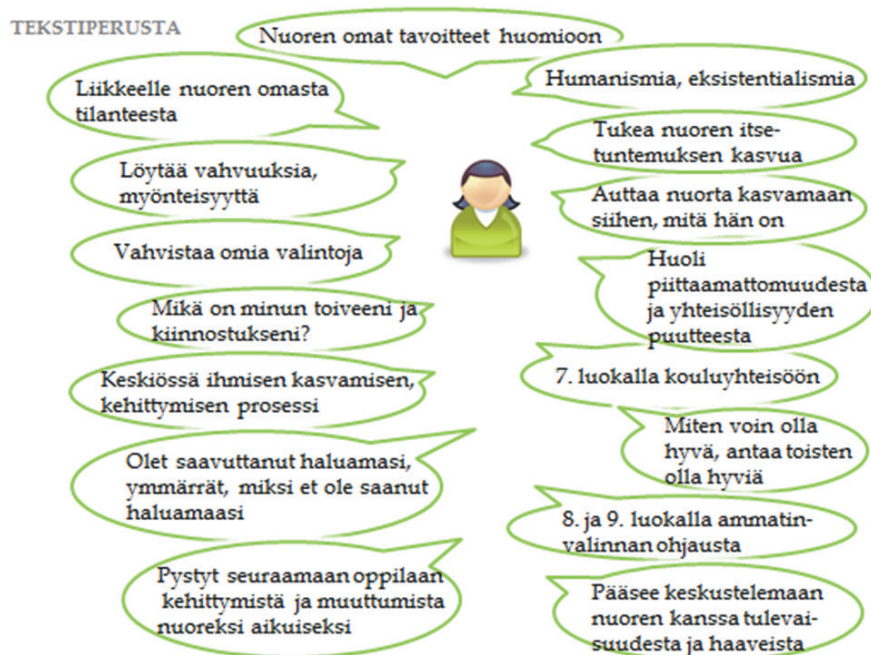 TEKSTIPERUSTA
Nuoren omat tavoitteet huomioon
Liikkeelle nuoren omasta
tilanteesta
Löytää vahvuuksia,
myönteisyyttä
Vahvistaa omia valintoja
Mikä on minun toiveeni ja
kiinnostukseni?
Keskiössä ihmisen kasvamisen,
kehittymisen prosessi
Olet saavuttanut haluamasi,
ymmärrät, miksi et ole saanut
haluamaasi
Pystyt seuraamaan oppilaan
kehittymistä ja muuttumista
nuoreksi aikuiseksi
Humanismia, eksistentialismia
Tukea nuoren itse-
tuntemuksen kasvua
Auttaa nuorta kasvamaan
siihen, mitä hän on
Huoli
piittaamattomuudesta
ja yhteisöllisyyden
puutteesta
7. luokalla kouluyhteisöön
Miten voin olla
hyvä, antaa toisten
olla hyviä
8. ja 9. luokalla ammatin-
valinnan ohjausta
Pääsee keskustelemaan
nuoren kanssa tulevai-
suudesta ja haaveista